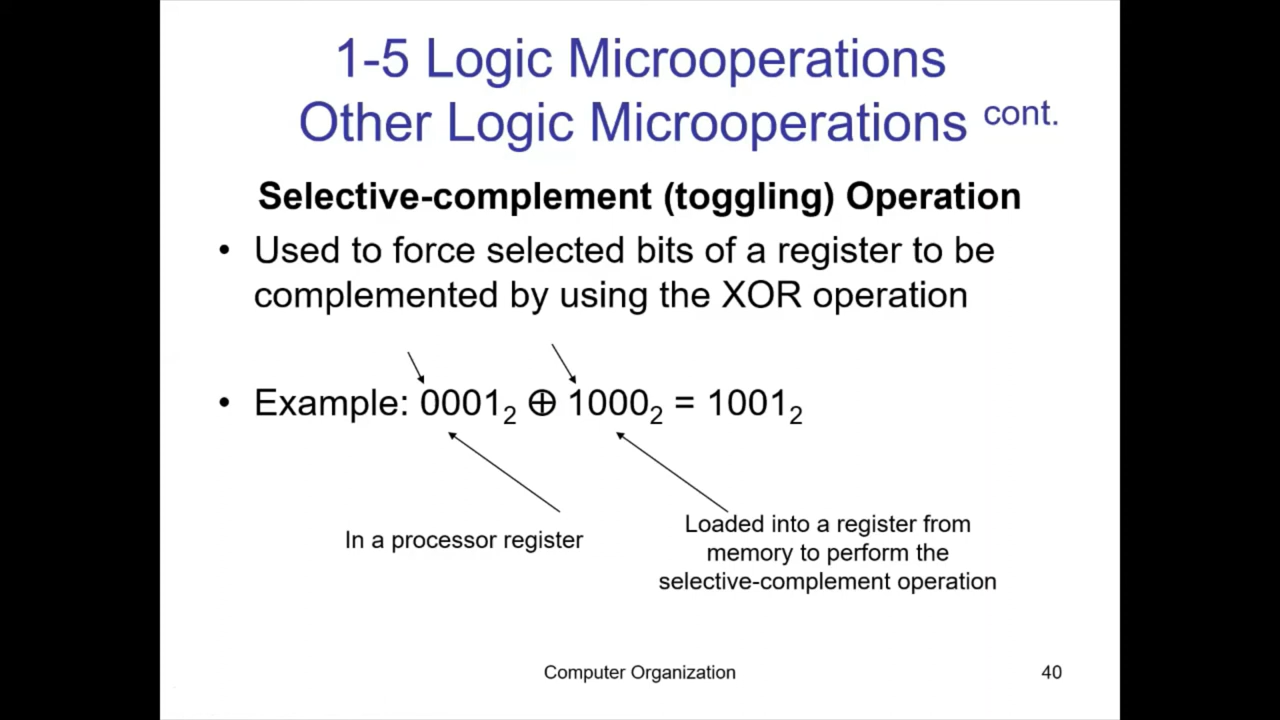 1-5 Logic Microoperations
Other Logic Microoperations cont.
Selective-complement (toggling) Operation
• Used to force selected bits of a register to be
complemented by using the XOR operation
• Example: 0001₂ ⊕ 1000₂ = 1001₂
In a processor register
Loaded into a register from
memory to perform the
selective-complement operation
Computer Organization
40